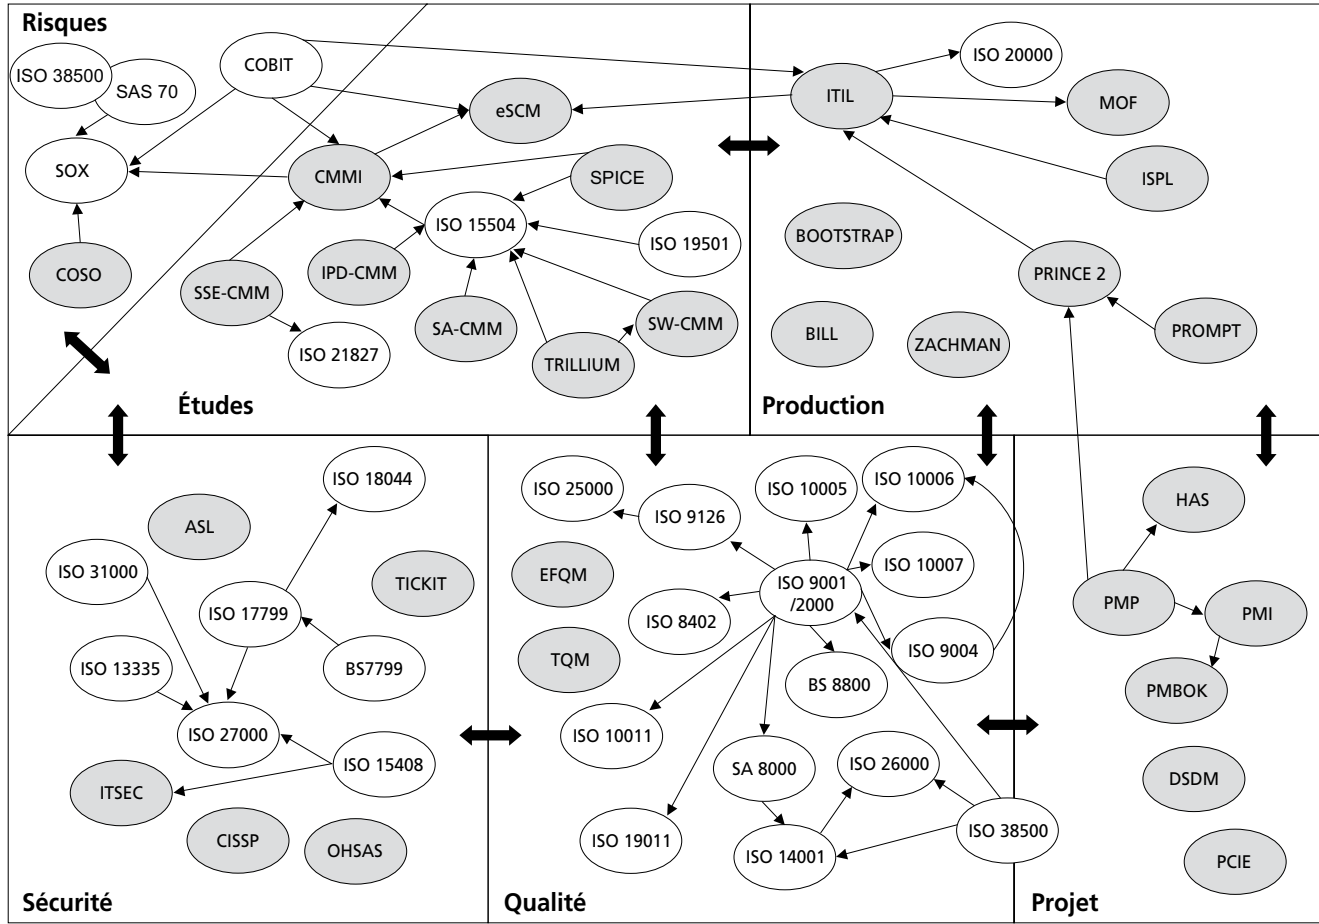 Risques
ISO 38500
SAS 70
COBIT
SOX
COSO
eSCM
CMMI
SPICE
ISO 15504
ISO 19501
IPD-CMM
SSE-CMM
SA-CMM
SW-CMM
ISO 21827
TRILLIUM
Études
ISO 20000
ITIL
MOF
ISPL
BOOTSTRAP
PRINCE 2
BILL
ZACHMAN
PROMPT
Production
ISO 18044
ASL
ISO 31000
TICKIT
ISO 17799
ISO 13335
BS7799
ISO 27000
ISO 15408
ITSEC
CISSP
OHSAS
Sécurité
ISO 25000
ISO 9126
ISO 10005
ISO 10006
EFQM
ISO 9001
/2000
ISO 10007
ISO 8402
TQM
ISO 9004
BS 8800
ISO 10011
SA 8000
ISO 26000
ISO 19011
ISO 14001
ISO 38500
Qualité
HAS
PMP
PMI
PMBOK
DSDM
PCIE
Projet